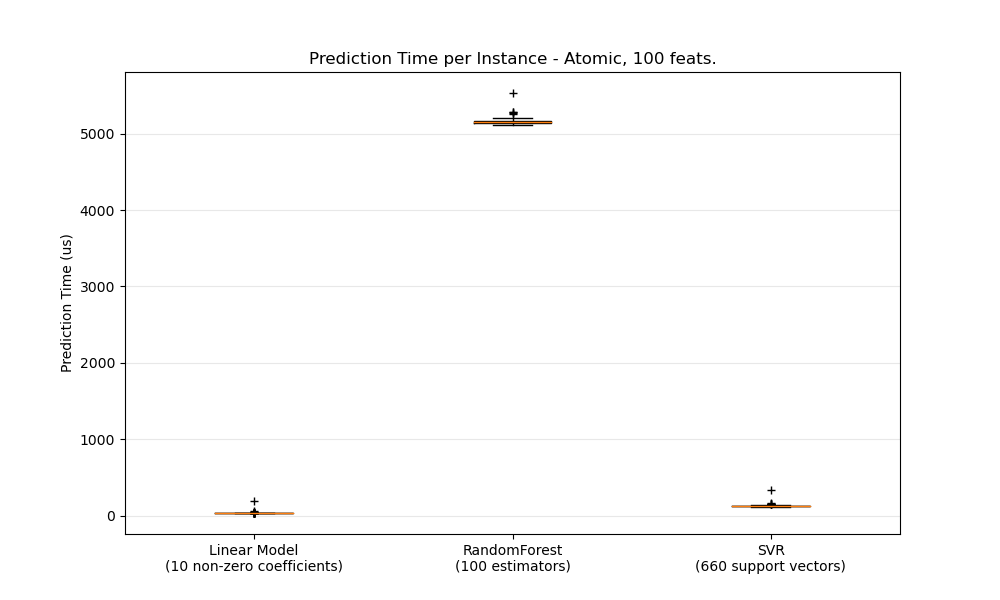 Prediction Time per Instance - Atomic, 100 feats.
Prediction Time (us)
5000
4000
3000
2000
1000
0
Linear Model
(10 non-zero coefficients)
RandomForest
(100 estimators)
SVR
(660 support vectors)